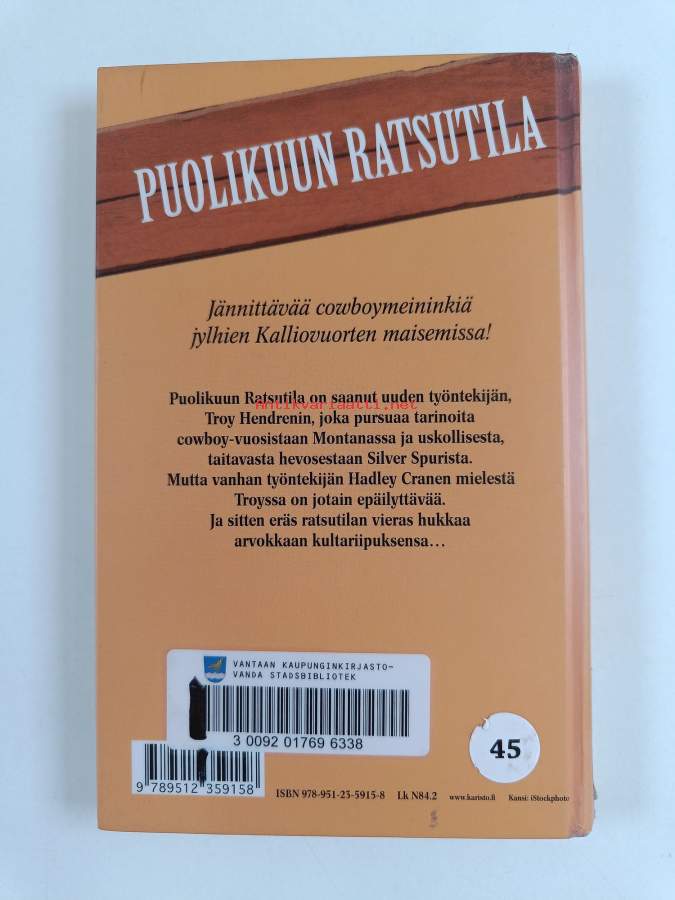 PUOLIKUUN RATSUTILA
Jännittävää cowboymeininkiä
jylhien Kalliovuorten maisemissa!
Puolikuun Ratsutila on saanut uuden työntekijän,
antikvariaatti.net
Troy Hendrenin, joka pursuaa tarinoita
cowboy-vuosistaan Montanassa ja uskollisesta,
taitavasta hevosestaan Silver Spurista.
Mutta vanhan työntekijän Hadley Cranen mielestä
Troyssa on jotain epäilyttävää.
Ja sitten eräs ratsutilan vieras hukkaa
arvokkaan kultariipuksensa…
VANTAAN KAUPUNGINKIRJASTO-
VANDA STADSBIBLIOTEK
3 0092 01769 6338
45
9 789512 359158
ISBN 978-951-23-5915-8 Lk N84.2 www.karisto.fi Kansi: iStockphoto